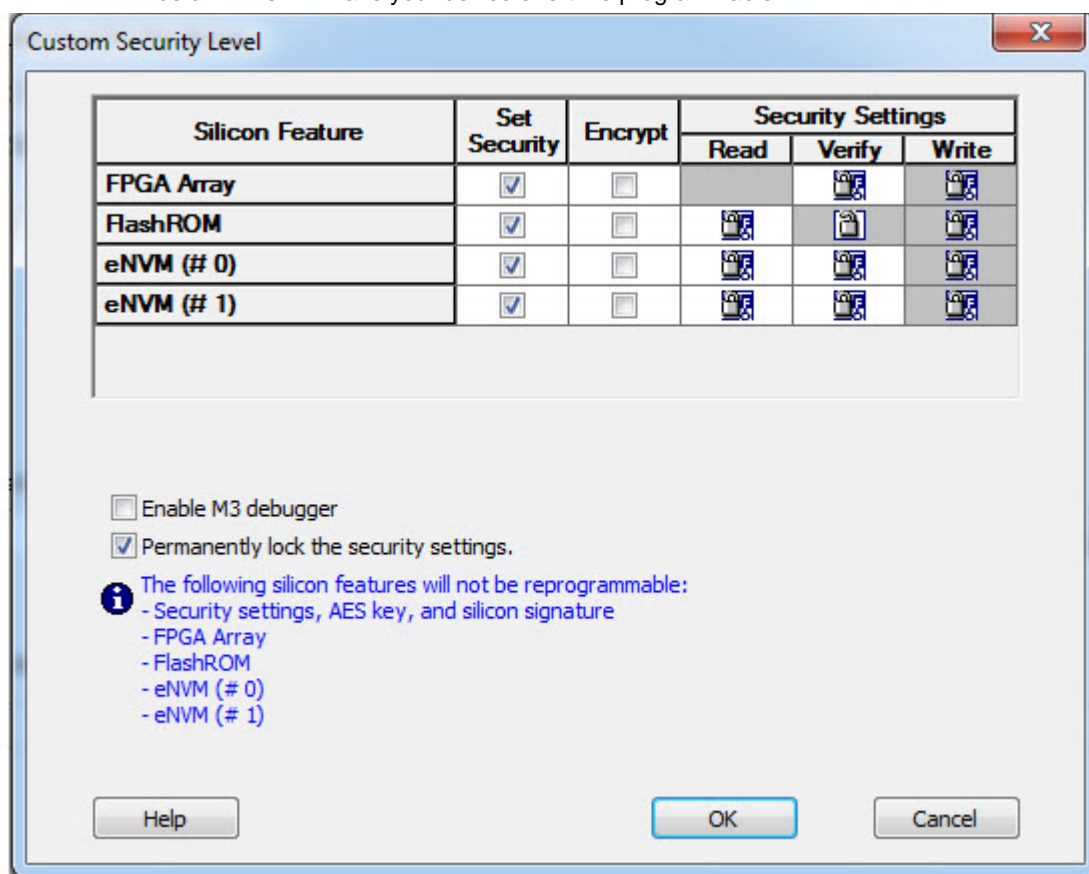 Custom Security Level
Silicon Feature Set Security Encrypt Security Settings
Read Verify Write
FPGA Array
FlashROM
eNVM (# 0)
eNVM (# 1)
Enable M3 debugger
Permanently lock the security settings.
The following silicon features will not be reprogrammable:
- Security settings, AES key, and silicon signature
- FPGA Array
- FlashROM
- eNVM (# 0)
- eNVM (# 1)
Help OK Cancel